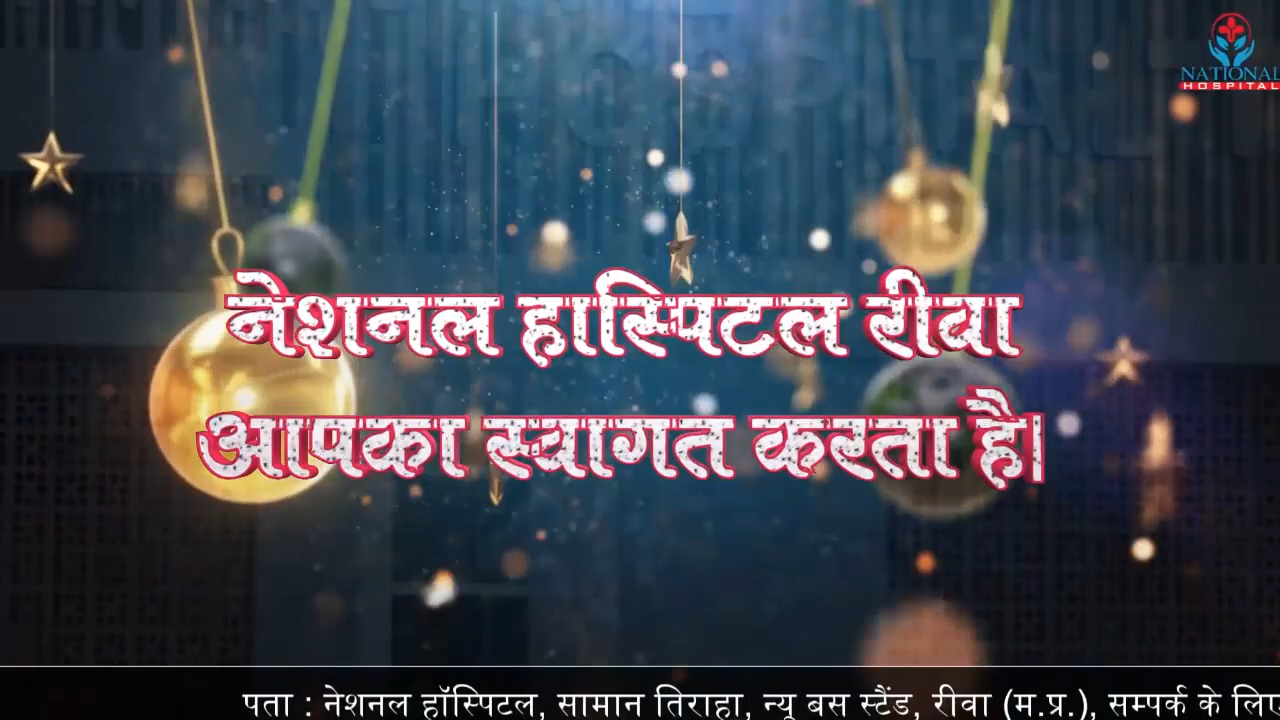 NATIONAL
HOSPITAL
नेशनल हास्पिटल रीवा
आपका स्वागत करता है।
पता : नेशनल हॉस्पिटल, सामान तिराहा, न्यू बस स्टैंड, रीवा (म.प्र.), सम्पर्क के लिए